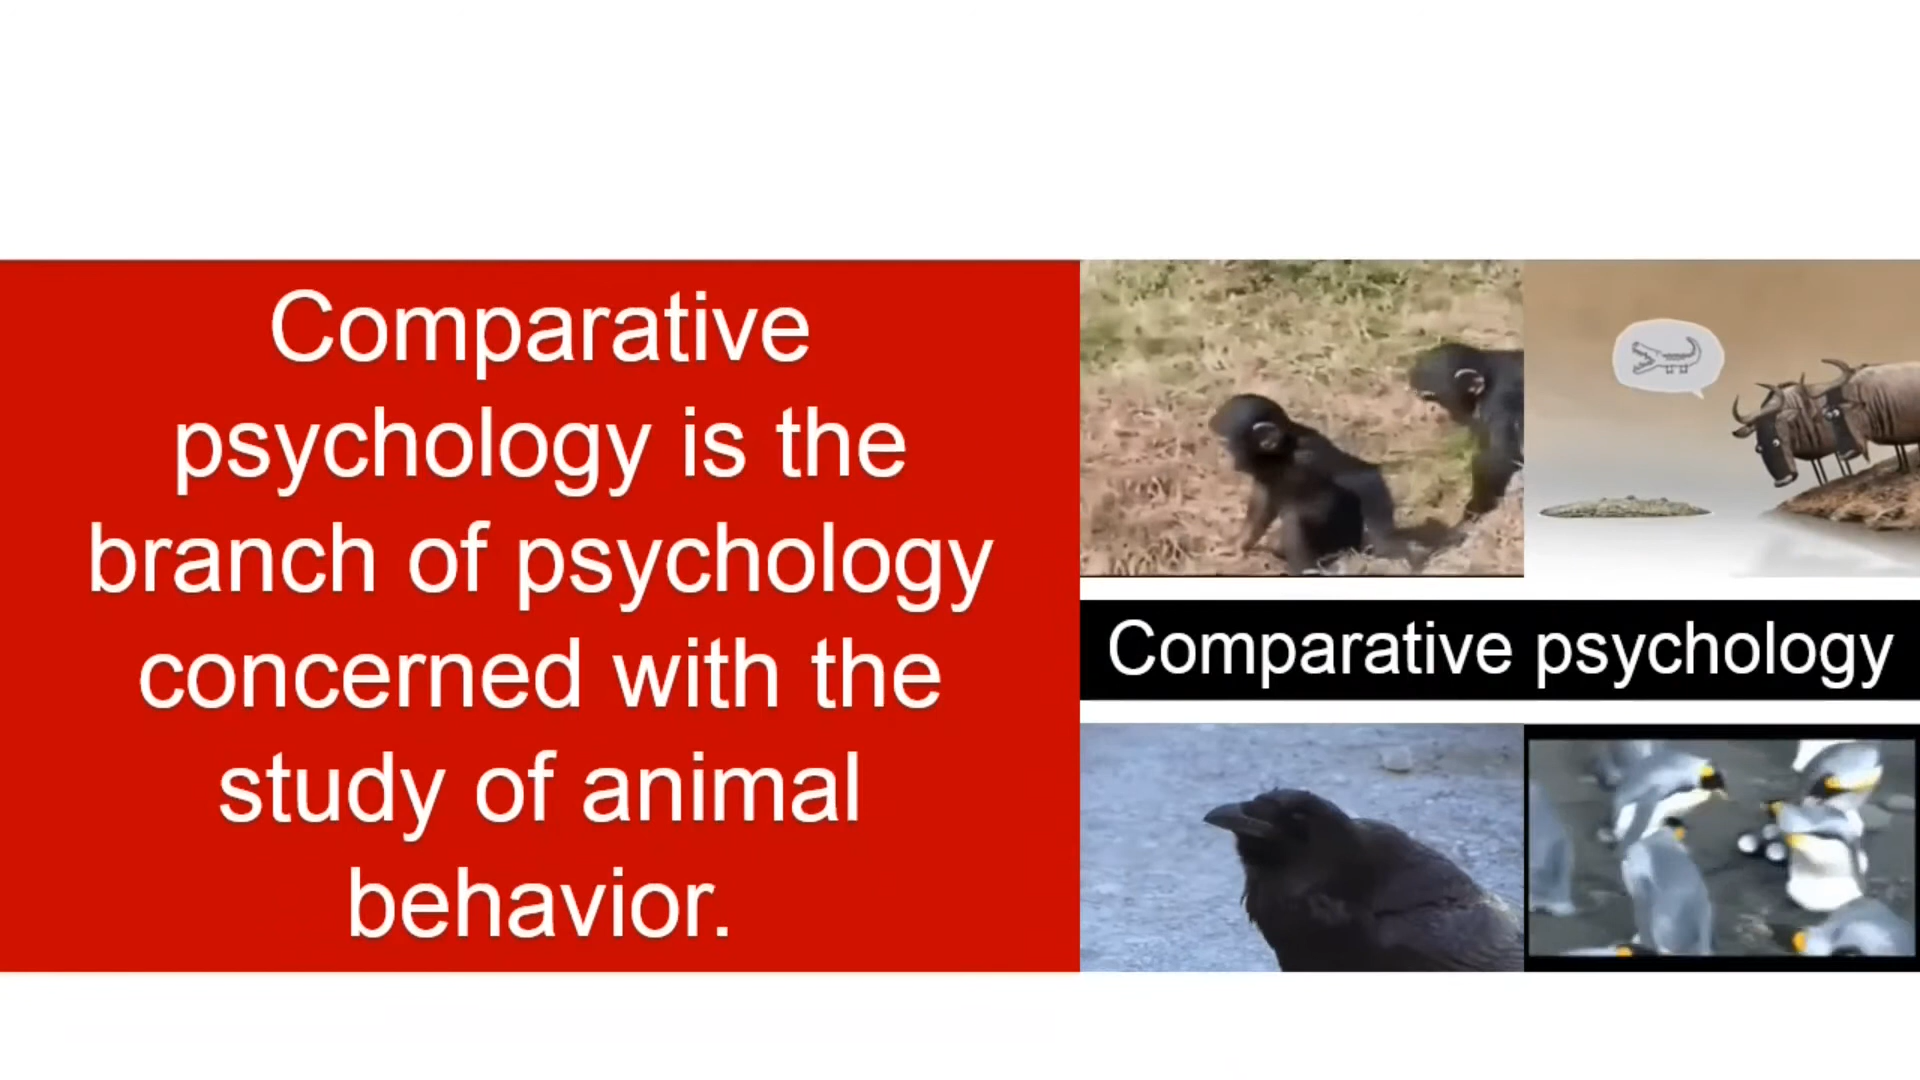 Comparative
psychology is the
branch of psychology
concerned with the
study of animal
behavior.
Comparative psychology